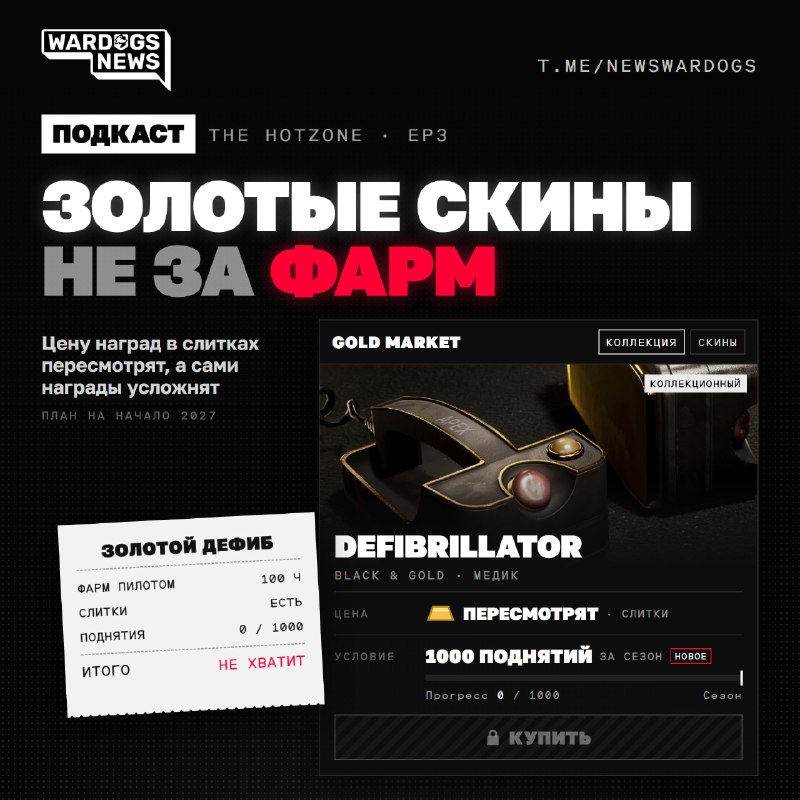 WARDOGS
NEWS
T.ME/NEWSWARDOGS
ПОДКАСТ THE HOTZONE · EP3
ЗОЛОТЫЕ СКИНЫ
НЕ ЗА ФАРМ
Цену наград в слитках
пересмотрят, а сами
награды усложнят
ПЛАН НА НАЧАЛО 2027
GOLD MARKET КОЛЛЕКЦИЯ СКИНЫ
КОЛЛЕКЦИОННЫЙ
APEX
DEFIBRILLATOR
BLACK & GOLD · МЕДИК
ЦЕНА ПЕРЕСМОТРЯТ · СЛИТКИ
УСЛОВИЕ 1000 ПОДНЯТИЙ ЗА СЕЗОН НОВОЕ
Прогресс 0 / 1000 Сезон
КУПИТЬ
ЗОЛОТОЙ ДЕФИБ
ФАРМ ПИЛОТОМ 100 Ч
СЛИТКИ ЕСТЬ
ПОДНЯТИЯ 0 / 1000
ИТОГО НЕ ХВАТИТ